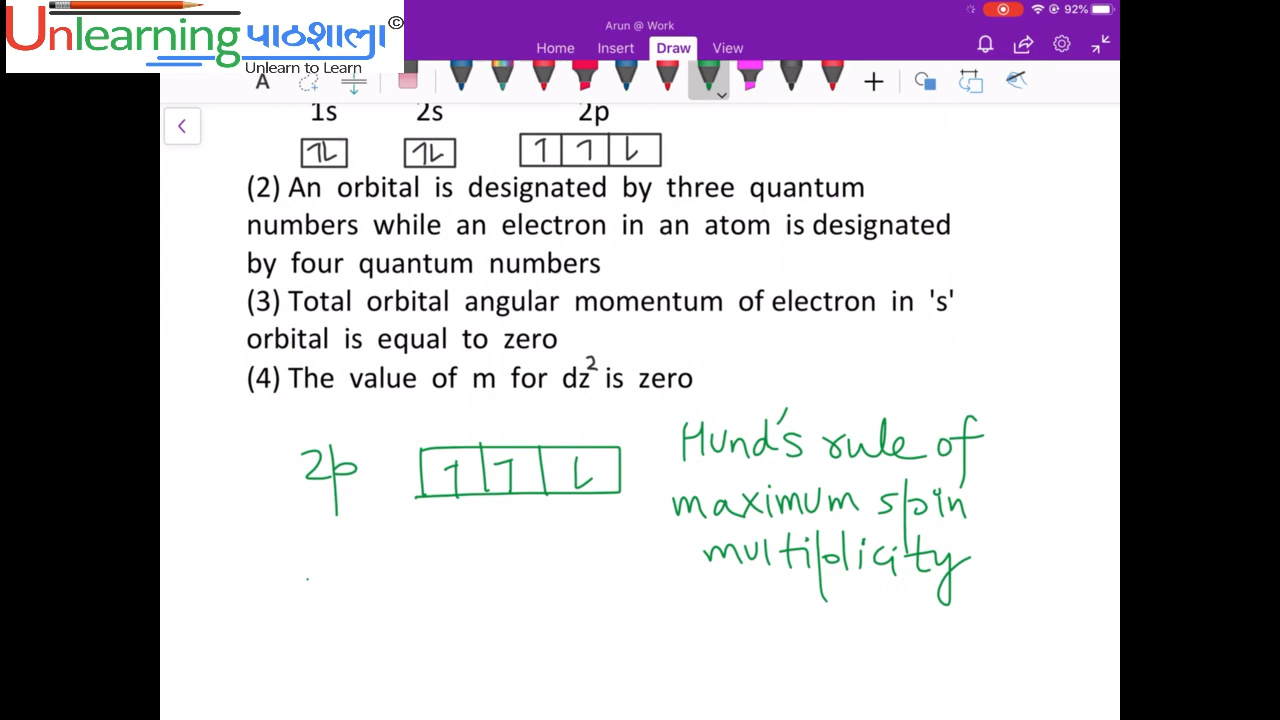 Unlearning पाठशाला ©
Unlearn to Learn
Arun @ Work
92%
Home Insert Draw View
A
1s 2s 2p
(2) An orbital is designated by three quantum
numbers while an electron in an atom is designated
by four quantum numbers
(3) Total orbital angular momentum of electron in 's'
orbital is equal to zero
(4) The value of m for dz² is zero
2p
Hund's rule of
maximum spin
multiplicity